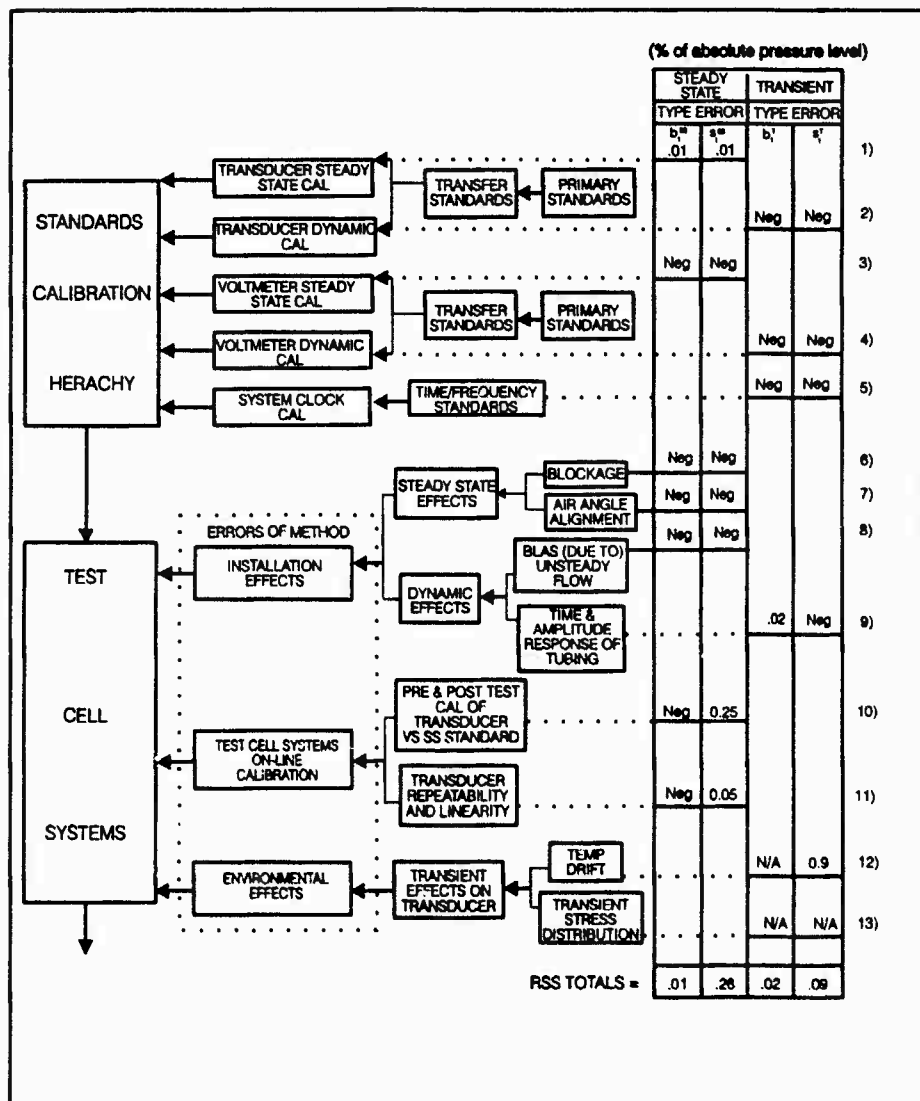 (% of absolute pressure level)
STEADY STATE
TRANSIENT
TYPE ERROR
TYPE ERROR
.01 .01
1)
TRANSDUCER STEADY
STATE CAL
TRANSFER
STANDARDS
PRIMARY
STANDARDS
STANDARDS
TRANSDUCER DYNAMIC
CAL
Neg Neg
2)
Neg Neg
3)
CALIBRATION
VOLTMETER STEADY
STATE CAL
TRANSFER
STANDARDS
PRIMARY
STANDARDS
VOLTMETER DYNAMIC
CAL
Neg Neg
4)
HERACHY
SYSTEM CLOCK
CAL
TIME/FREQUENCY
STANDARDS
Neg Neg
5)
STEADY STATE
EFFECTS
BLOCKAGE
Neg Neg
6)
AIR ANGLE
ALIGNMENT
Neg Neg
7)
ERRORS OF METHOD
TEST
INSTALLATION
EFFECTS
BLAS (DUE TO)
UNSTEADY
FLOW
Neg Neg
8)
DYNAMIC
EFFECTS
TIME &
AMPLITUDE
RESPONSE OF
TUBING
.02 Neg
9)
PRE & POST TEST
CAL OF
TRANSDUCER
VS SS STANDARD
Neg 0.25
10)
CELL
TEST CELL SYSTEMS
ON-LINE
CALIBRATION
TRANSDUCER
REPEATABILITY
AND LINEARITY
Neg 0.05
11)
SYSTEMS
ENVIRONMENTAL
EFFECTS
TRANSIENT
EFFECTS ON
TRANSDUCER
TEMP
DRIFT
N/A 0.9
12)
TRANSIENT
STRESS
DISTRIBUTION
N/A N/A
13)
RSS TOTALS = .01 .26 .02 .09